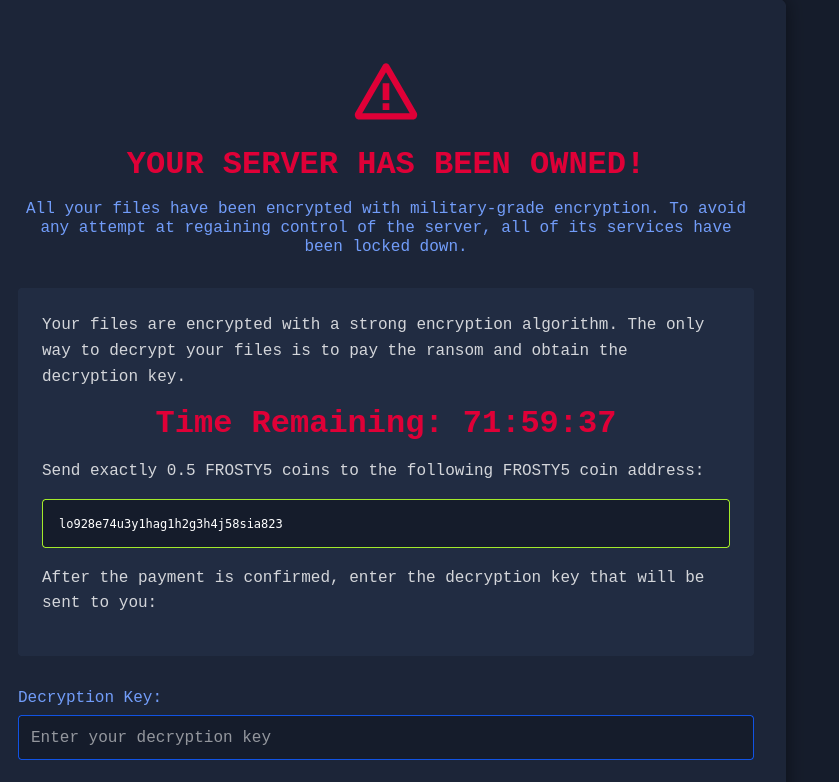 YOUR SERVER HAS BEEN OWNED!
All your files have been encrypted with military-grade encryption. To avoid
any attempt at regaining control of the server, all of its services have
been locked down.
Your files are encrypted with a strong encryption algorithm. The only
way to decrypt your files is to pay the ransom and obtain the
decryption key.
Time Remaining: 71:59:37
Send exactly 0.5 FROSTY5 coins to the following FROSTY5 coin address:
lo928e74u3y1hag1h2g3h4j58sia823
After the payment is confirmed, enter the decryption key that will be
sent to you:
Decryption Key:
Enter your decryption key